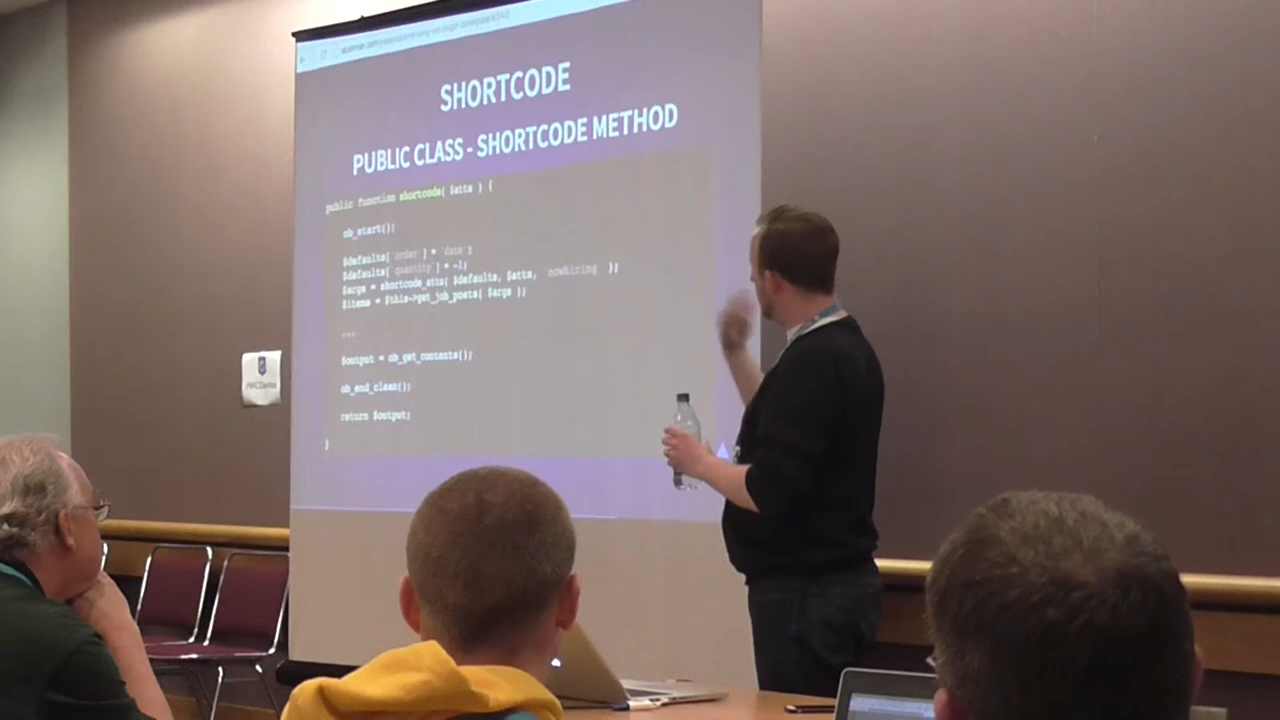 SHORTCODE
PUBLIC CLASS - SHORTCODE METHOD
public function shortcode( $atts ) {
ob_start();
$defaults['order'] = 'date';
$defaults['quantity'] = -1;
$args = shortcode_atts( $defaults, $atts, 'nowhiring' );
$items = $this->get_job_posts( $args );
...
$output = ob_get_contents();
ob_end_clean();
return $output;
}